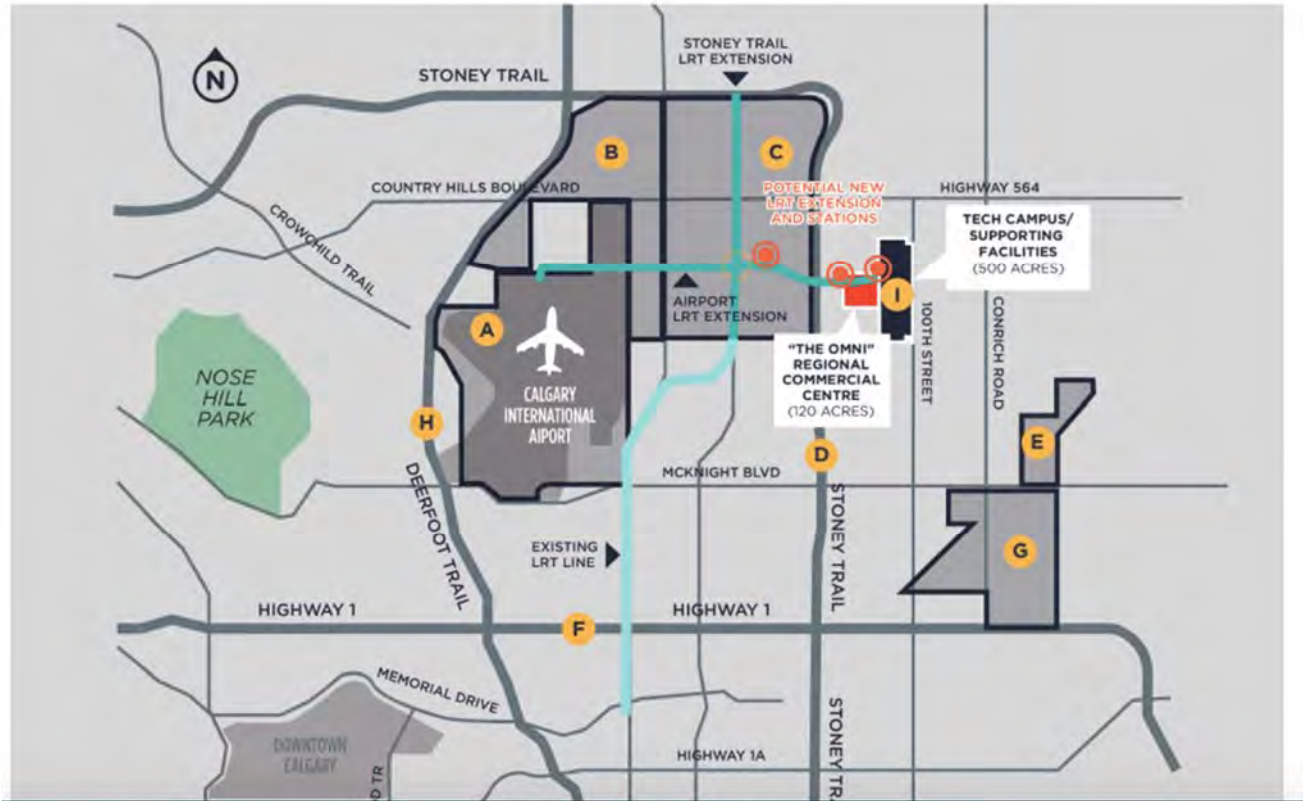 STONEY TRAIL
LRT EXTENSION
N
STONEY TRAIL
B
C
COUNTRY HILLS BOULEVARD
POTENTIAL NEW
LRT EXTENSION
AND STATIONS
HIGHWAY 564
CROWCHILD TRAIL
TECH CAMPUS/
SUPPORTING
FACILITIES
(500 ACRES)
I
A
AIRPORT
LRT EXTENSION
100TH STREET
CONRICH ROAD
"THE OMNI"
REGIONAL
COMMERCIAL
CENTRE
(120 ACRES)
NOSE
HILL
PARK
CALGARY
INTERNATIONAL
AIPORT
H
E
D
MCKNIGHT BLVD
DEERFOOT TRAIL
STONEY TRAIL
EXISTING
LRT LINE
G
HIGHWAY 1
HIGHWAY 1
F
MEMORIAL DRIVE
DOWNTOWN
CALGARY
STONEY TRA
HIGHWAY 1A
D TR